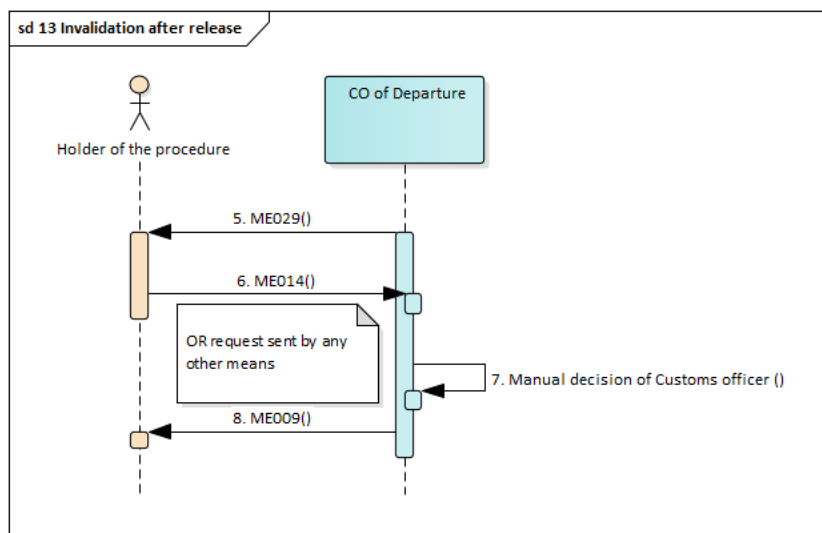 sd 13 Invalidation after release
CO of Departure
Holder of the procedure
5. ME029()
6. ME014()
OR request sent by any
other means
7. Manual decision of Customs officer ()
8. ME009()